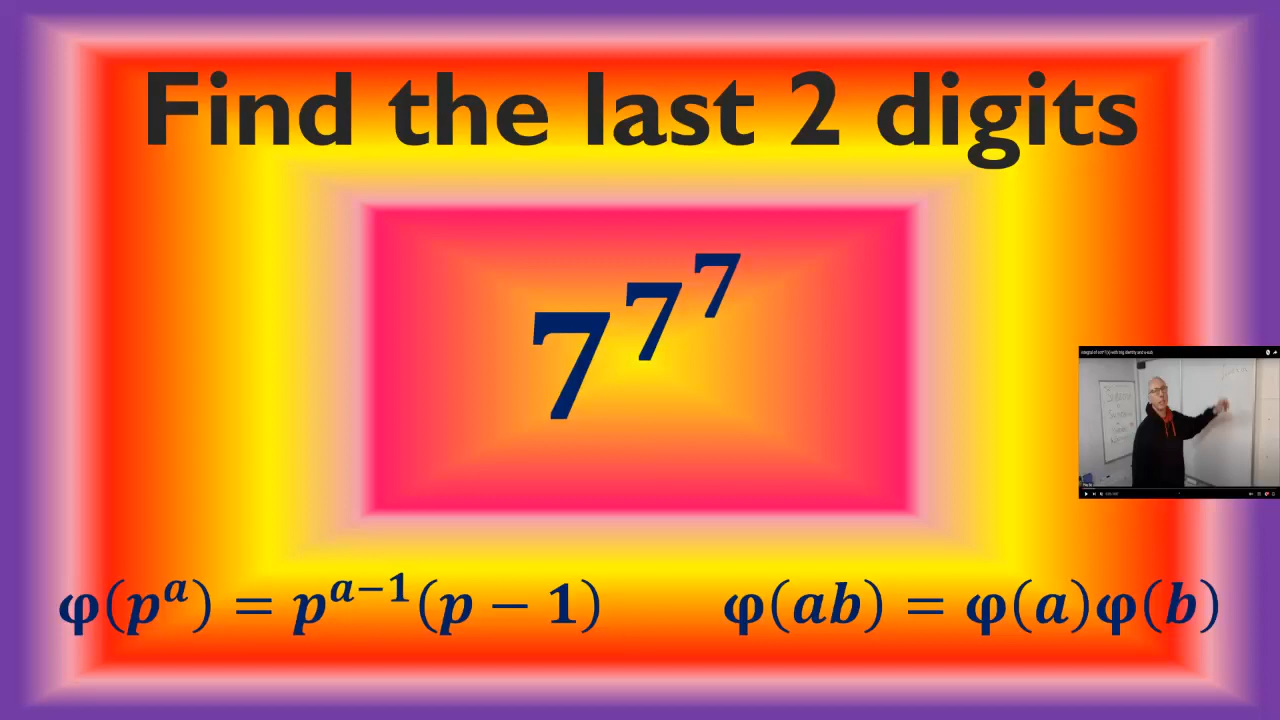 Find the last 2 digits
7^{7^7}
φ(p^a) = p^{a−1}(p − 1)
φ(ab) = φ(a)φ(b)